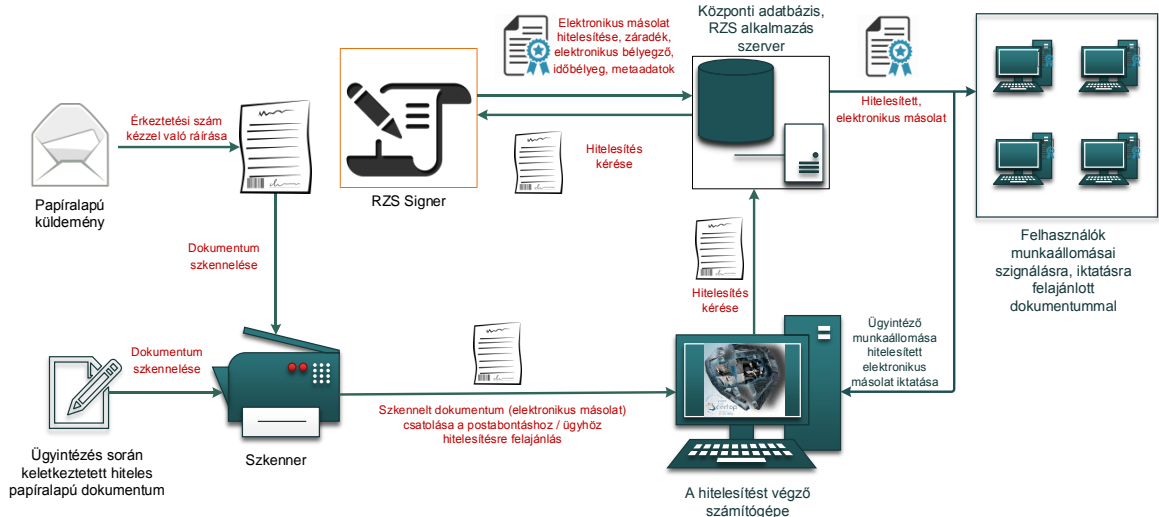 Elektronikus másolat
hitelesítése, záradék,
elektronikus bélyegző,
időbélyeg, metaadatok
Központi adatbázis,
RZS alkalmazás
szerver
Érkeztetési szám
kézzel való ráírása
Hitelesítés
kérése
Hitelesített,
elektronikus másolat
Papíralapú
küldemény
RZS Signer
Felhasználók
munkaállomásai
szignálásra, iktatásra
felajánlott
dokumentummal
Dokumentum
szkennelése
Hitelesítés
kérése
Ügyintéző
munkaállomása
hitelesített
elektronikus
másolat iktatása
Dokumentum
szkennelése
Szkennelt dokumentum (elektronikus másolat)
csatolása a postabontáshoz / ügyhöz
hitelesítésre felajánlás
Ügyintézés során
keletkeztetett hiteles
papíralapú dokumentum
Szkenner
A hitelesítést végző
számítógépe